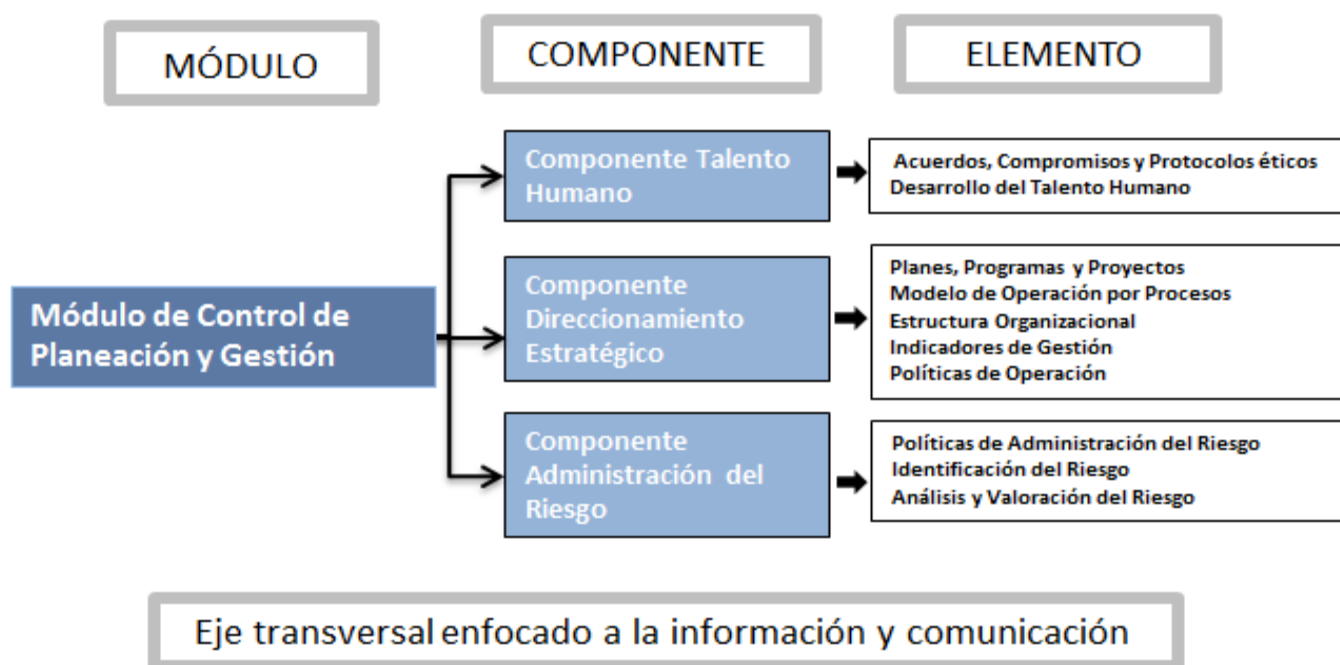 MÓDULO
COMPONENTE
ELEMENTO
Módulo de Control de
Planeación y Gestión
Componente Talento
Humano
Acuerdos, Compromisos y Protocolos éticos
Desarrollo del Talento Humano
Componente
Direccionamiento
Estratégico
Planes, Programas y Proyectos
Modelo de Operación por Procesos
Estructura Organizacional
Indicadores de Gestión
Políticas de Operación
Componente
Administración del
Riesgo
Políticas de Administración del Riesgo
Identificación del Riesgo
Análisis y Valoración del Riesgo
Eje transversal enfocado a la información y comunicación